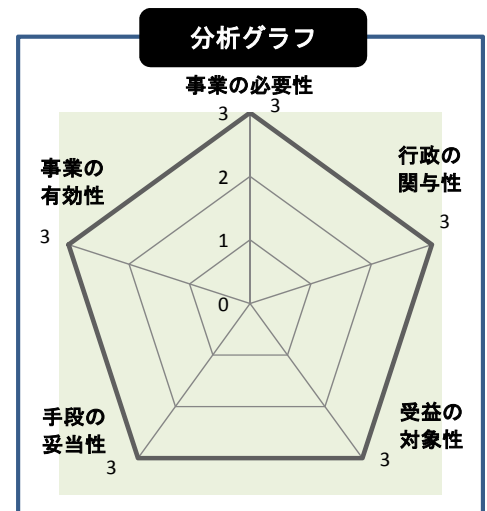 分析グラフ
事業の必要性
3
3
事業の
有効性
3
行政の
関与性
3
2
1
0
手段の
妥当性
3
受益の
対象性
3